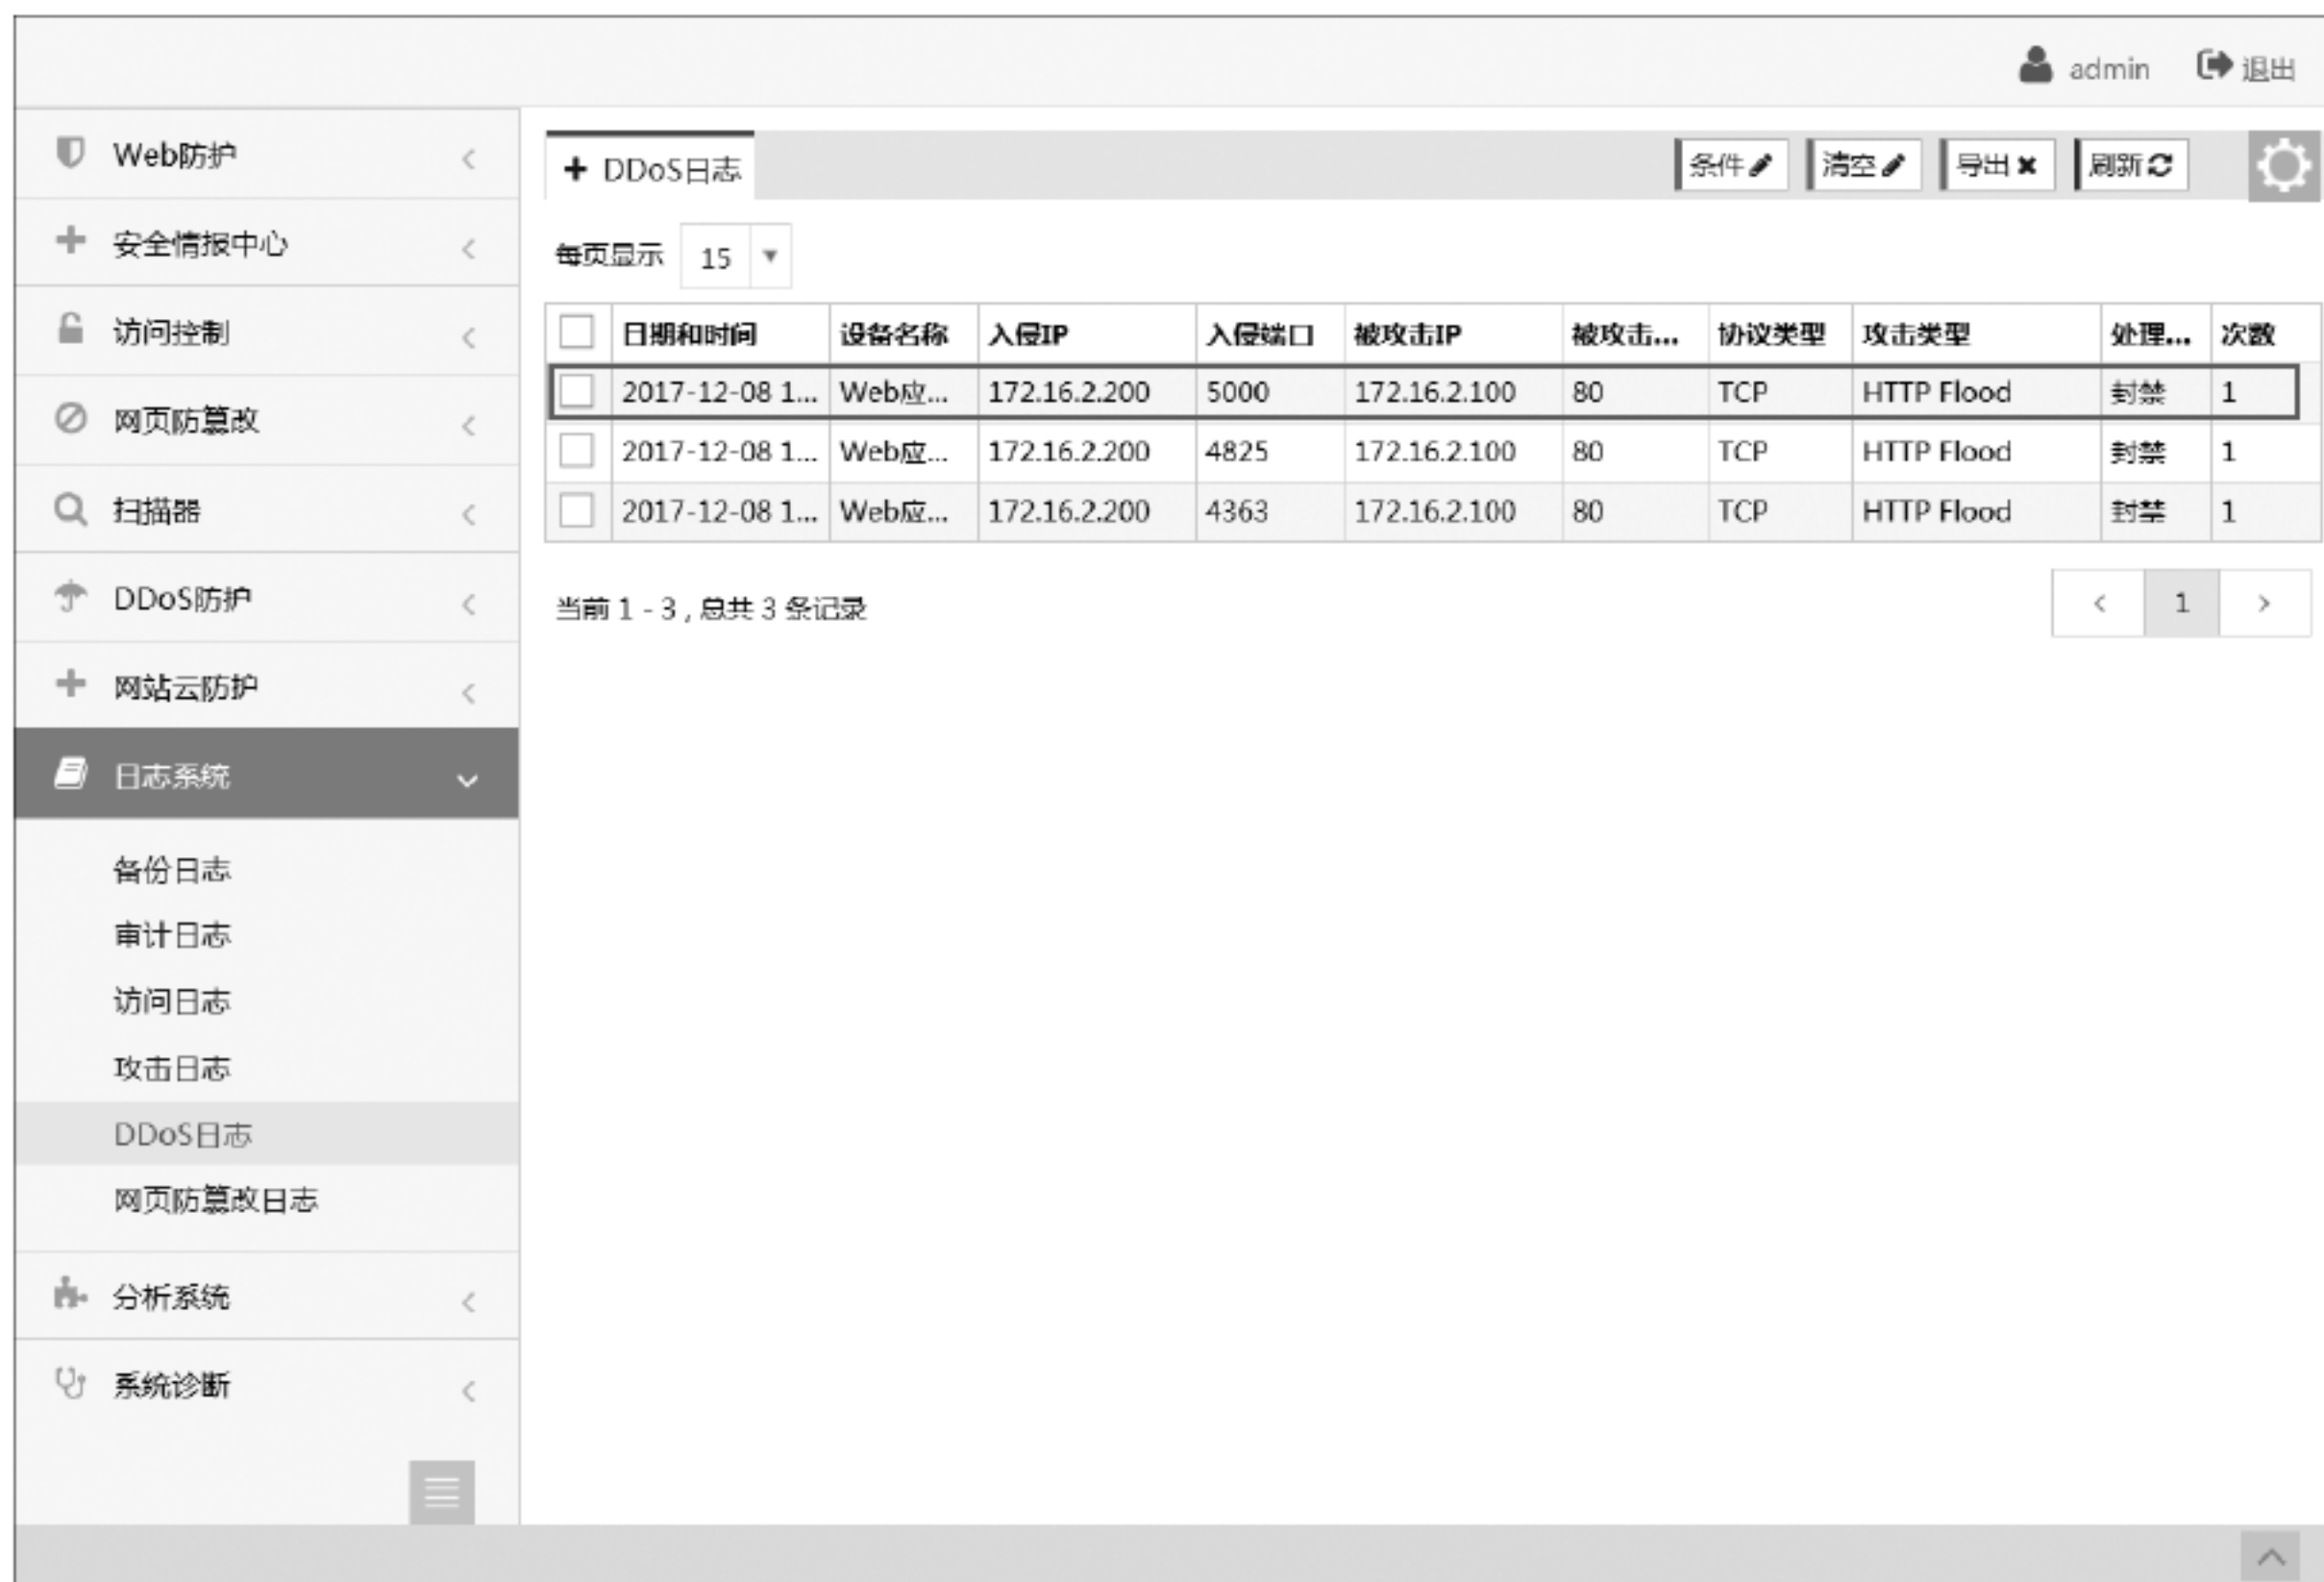 admin 退出
Web防护
安全情报中心
访问控制
网页防篡改
扫描器
DDoS防护
网站云防护
日志系统
备份日志
审计日志
访问日志
攻击日志
DDoS日志
网页防篡改日志
分析系统
系统诊断
DDoS日志 条件 清空 导出 刷新
每页显示 15
日期和时间 设备名称 入侵IP 入侵端口 被攻击IP 被攻击... 协议类型 攻击类型 处理... 次数
2017-12-08 1... Web应... 172.16.2.200 5000 172.16.2.100 80 TCP HTTP Flood 封禁 1
2017-12-08 1... Web应... 172.16.2.200 4825 172.16.2.100 80 TCP HTTP Flood 封禁 1
2017-12-08 1... Web应... 172.16.2.200 4363 172.16.2.100 80 TCP HTTP Flood 封禁 1
当前 1 - 3 , 总共 3 条记录
< 1 >